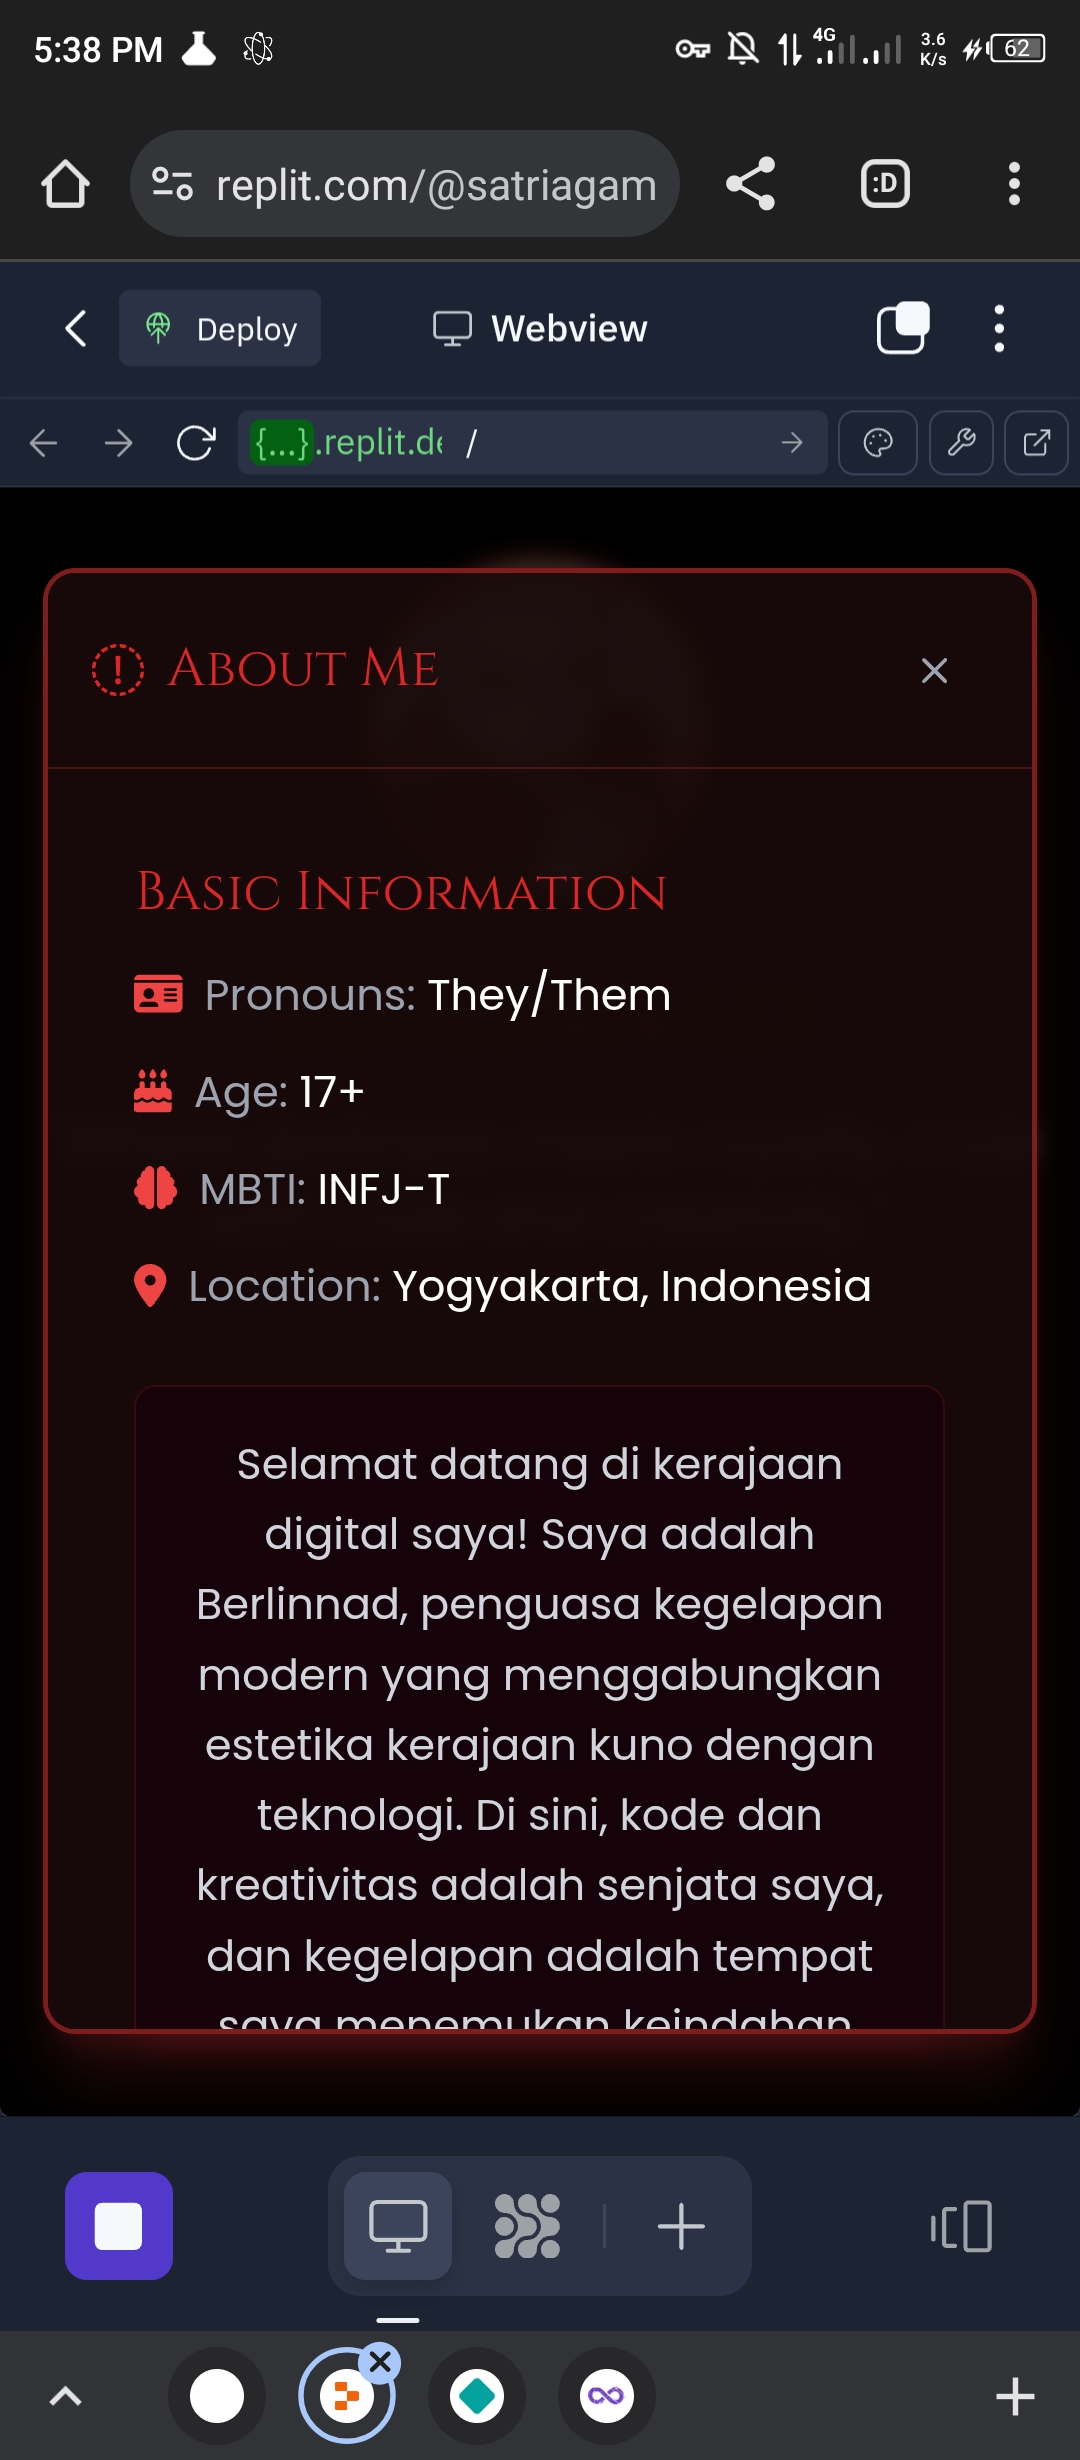 5:38 PM
4G
3.6
K/s
62
replit.com/@satriagam
:D
Deploy
Webview
{...}.replit.de /
About Me
Basic Information
Pronouns: They/Them
Age: 17+
MBTI: INFJ-T
Location: Yogyakarta, Indonesia
Selamat datang di kerajaan
digital saya! Saya adalah
Berlinnad, penguasa kegelapan
modern yang menggabungkan
estetika kerajaan kuno dengan
teknologi. Di sini, kode dan
kreativitas adalah senjata saya,
dan kegelapan adalah tempat
saya menemukan keindahan